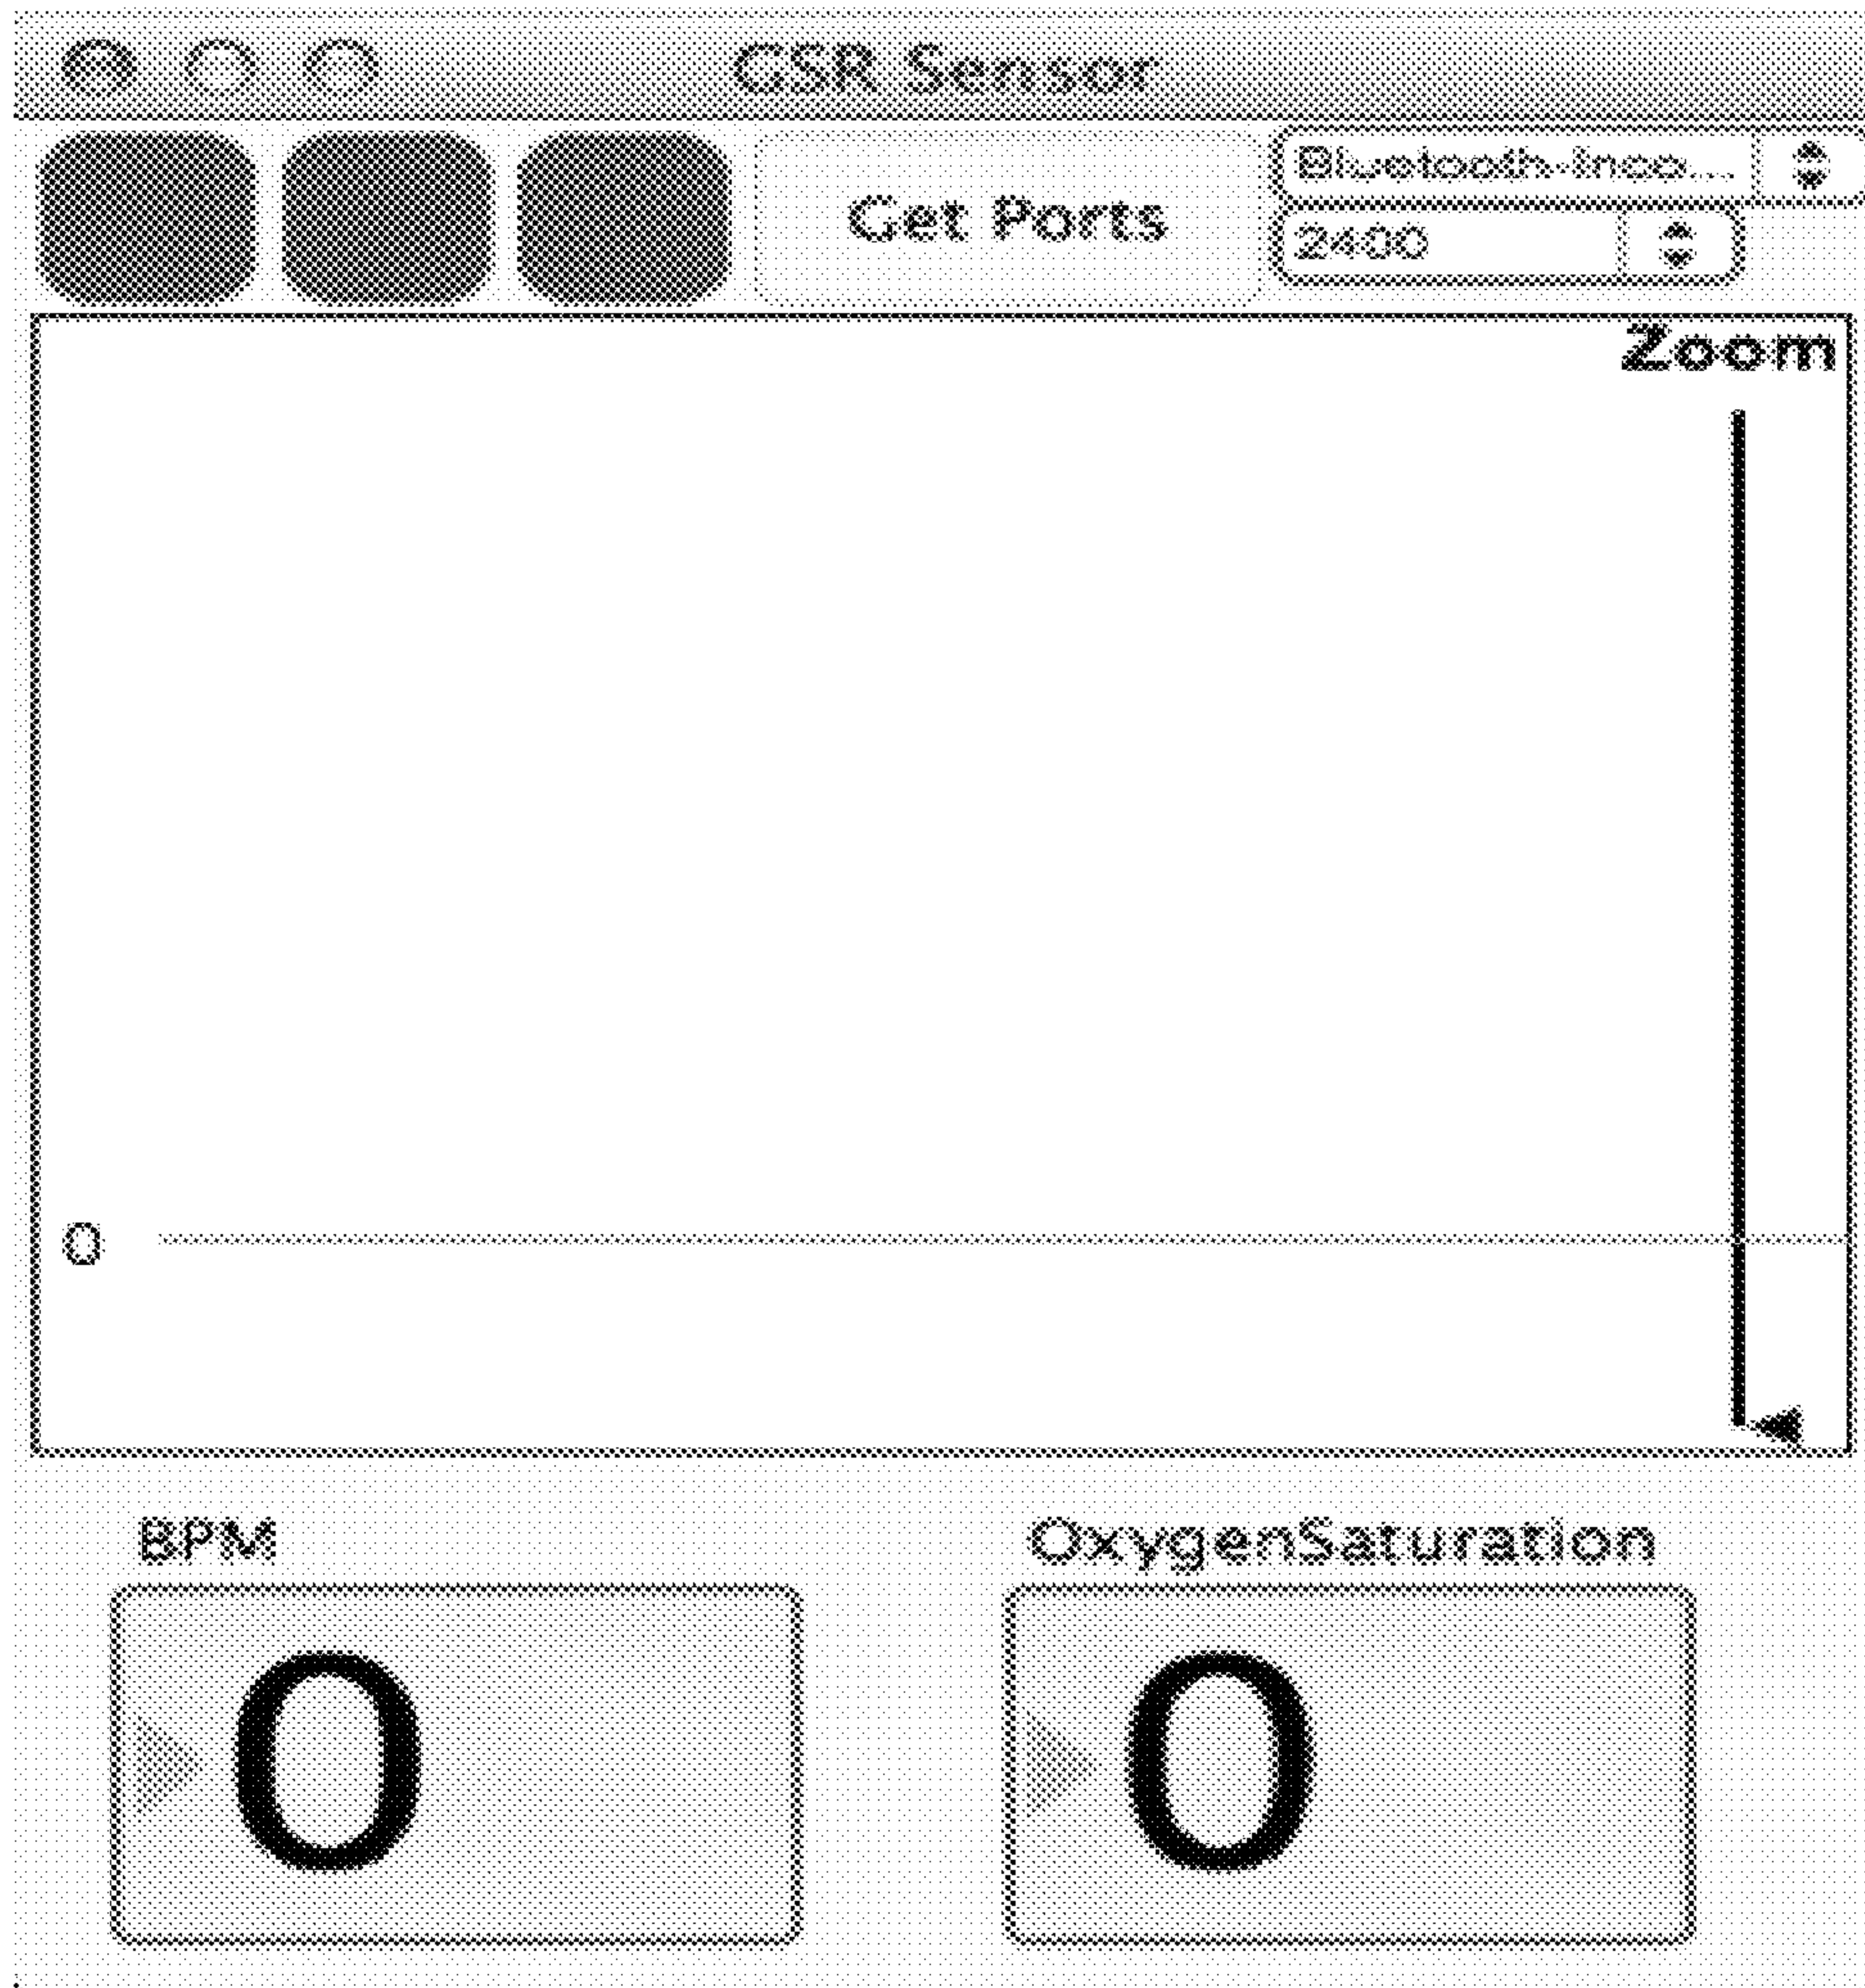 GSR Sensor
Get Ports
Bluetooth-Inco...
2400
Zoom
0
BPM
OxygenSaturation
0
0